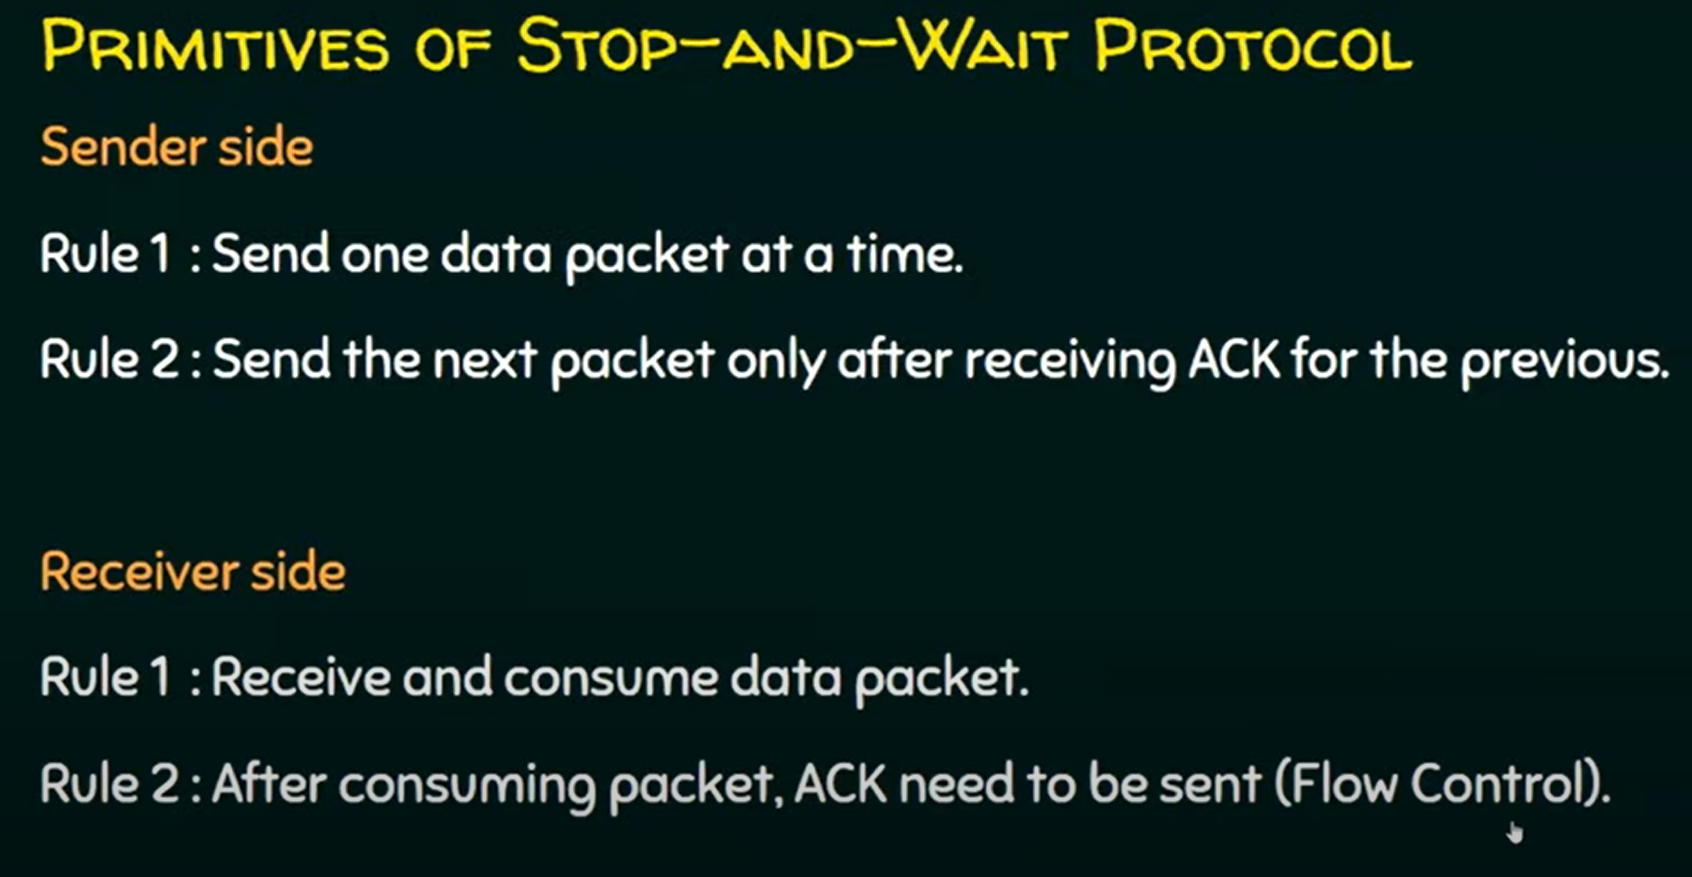 PRIMITIVES OF STOP-AND-WAIT PROTOCOL
Sender side
Rule 1 : Send one data packet at a time.
Rule 2 : Send the next packet only after receiving ACK for the previous.
Receiver side
Rule 1 : Receive and consume data packet.
Rule 2 : After consuming packet, ACK need to be sent (Flow Control).